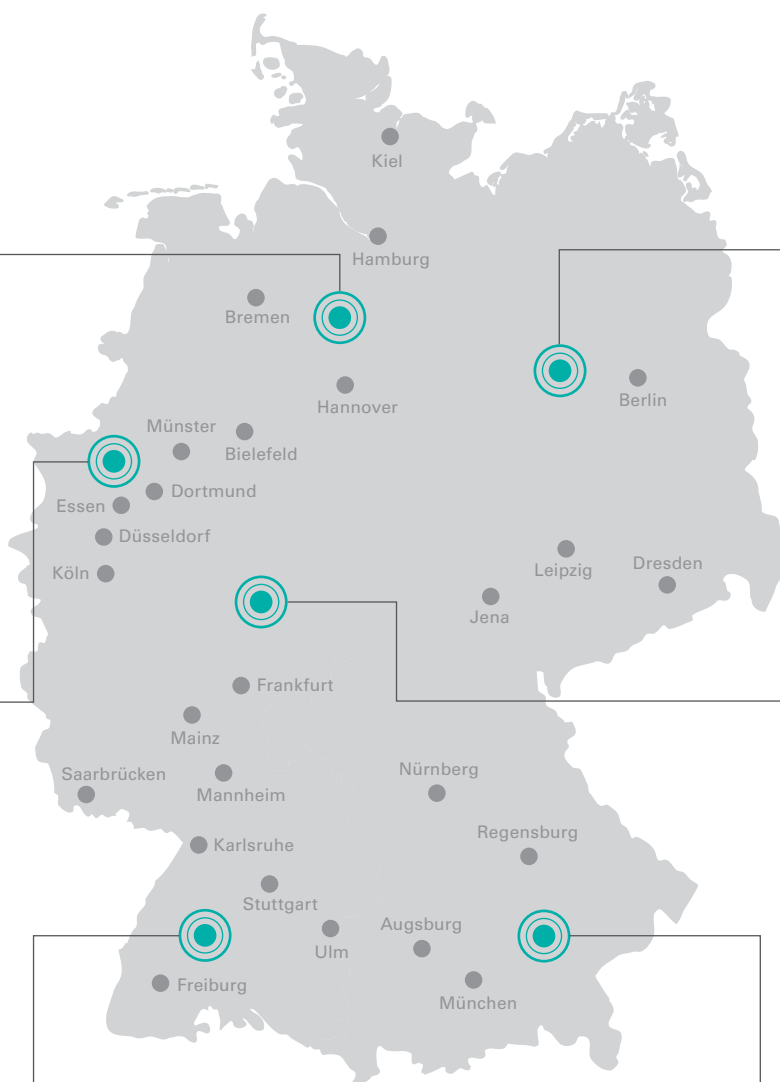 Kiel
Hamburg
Bremen
Hannover
Berlin
Münster
Bielefeld
Dortmund
Essen
Düsseldorf
Köln
Leipzig
Dresden
Jena
Frankfurt
Mainz
Saarbrücken
Mannheim
Nürnberg
Regensburg
Karlsruhe
Stuttgart
Augsburg
Ulm
Freiburg
München